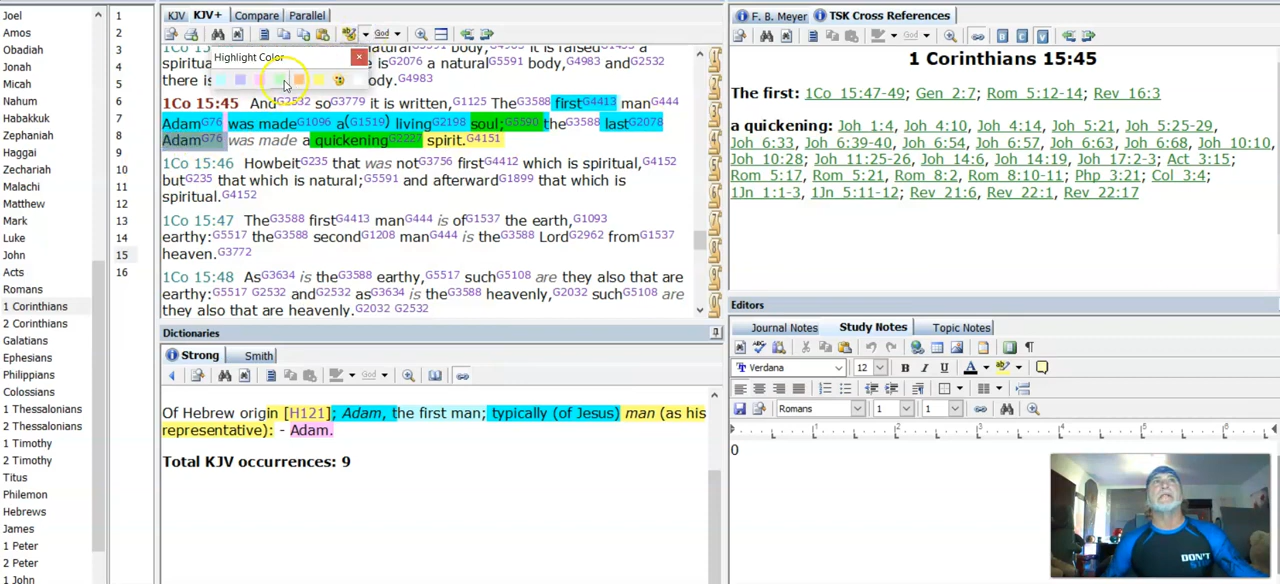 Joel
Amos
Obadiah
Jonah
Micah
Nahum
Habakkuk
Zephaniah
Haggai
Zechariah
Malachi
Matthew
Mark
Luke
John
Acts
Romans
1 Corinthians
2 Corinthians
Galatians
Ephesians
Philippians
Colossians
1 Thessalonians
2 Thessalonians
1 Timothy
2 Timothy
Titus
Philemon
Hebrews
James
1 Peter
2 Peter
1 John
1
2
3
4
5
6
7
8
9
10
11
12
13
14
15
16
KJV KJV+ Compare Parallel
God
Highlight Color
body,G4983 it is raised
is G2076 a natural G5591 body,G4983 and G2532
there is body.G4983
1Co 15:45 And G2532 so G3779 it is written,G1125 The G3588 first G4413 man G444
Adam G76 was made G1096 a (G1519) living G2198 soul; G5590 the G3588 last G2078
Adam G76 was made a quickening G2227 spirit.G4151
1Co 15:46 Howbeit G235 that was not G3756 first G4412 which is spiritual,G4152
but G235 that which is natural;G5591 and afterward G1899 that which is
spiritual.G4152
1Co 15:47 The G3588 first G4413 man G444 is of G1537 the earth,G1093
earthy:G5517 the G3588 second G1208 man G444 is the G3588 Lord G2962 from G1537
heaven.G3772
1Co 15:48 As G3634 is the G3588 earthy,G5517 such G5108 are they also that are
earthy:G5517 G2532 and G2532 as G3634 is the G3588 heavenly,G2032 such G5108 are
they also that are heavenly.G2032 G2532
Dictionaries
Strong Smith
God
Of Hebrew origin [H121]; Adam, the first man; typically (of Jesus) man (as his
representative): - Adam.
Total KJV occurrences: 9
F. B. Meyer TSK Cross References
God
B C V
1 Corinthians 15:45
The first: 1Co 15:47-49; Gen 2:7; Rom 5:12-14; Rev 16:3
a quickening: Joh 1:4, Joh 4:10, Joh 4:14, Joh 5:21, Joh 5:25-29,
Joh 6:33, Joh 6:39-40, Joh 6:54, Joh 6:57, Joh 6:63, Joh 6:68, Joh 10:10,
Joh 10:28; Joh 11:25-26, Joh 14:6, Joh 14:19, Joh 17:2-3; Act 3:15;
Rom 5:17, Rom 5:21, Rom 8:2, Rom 8:10-11; Php 3:21; Col 3:4;
1Jn 1:1-3, 1Jn 5:11-12; Rev 21:6, Rev 22:1, Rev 22:17
Editors
Journal Notes Study Notes Topic Notes
Verdana 12 B I U A
Romans 1 1
1 2 3 4 5 6
0
DON'T